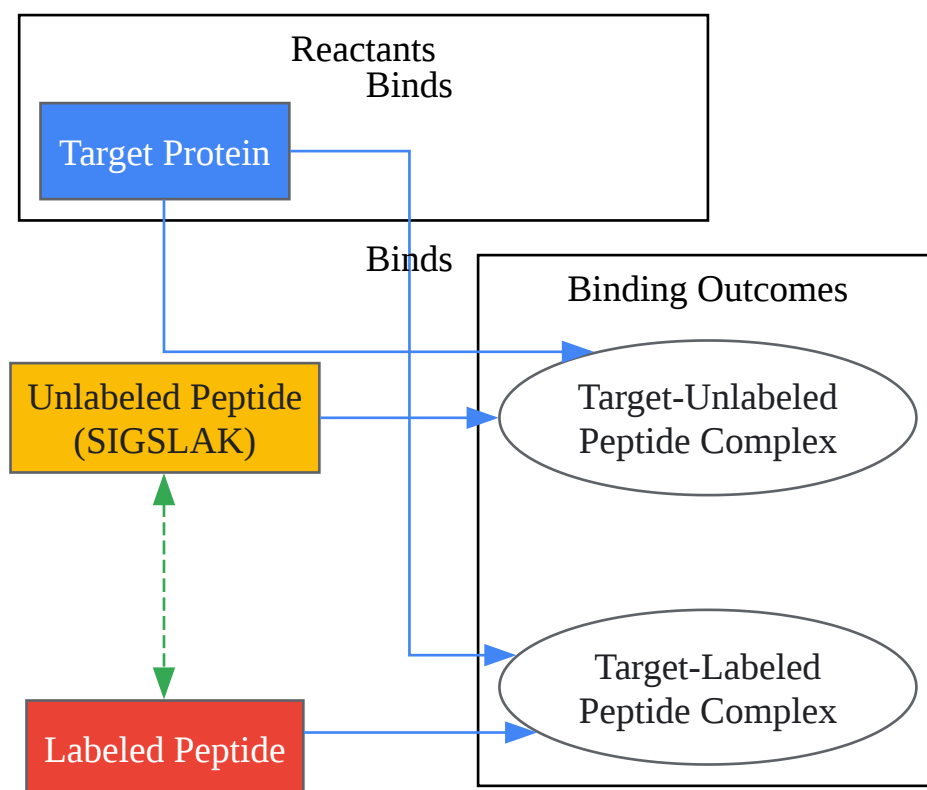 Reactants
Binds
Target Protein
Binds
Binding Outcomes
Unlabeled Peptide
(SIGSLAK)
Target-Unlabeled
Peptide Complex
Target-Labeled
Peptide Complex
Labeled Peptide